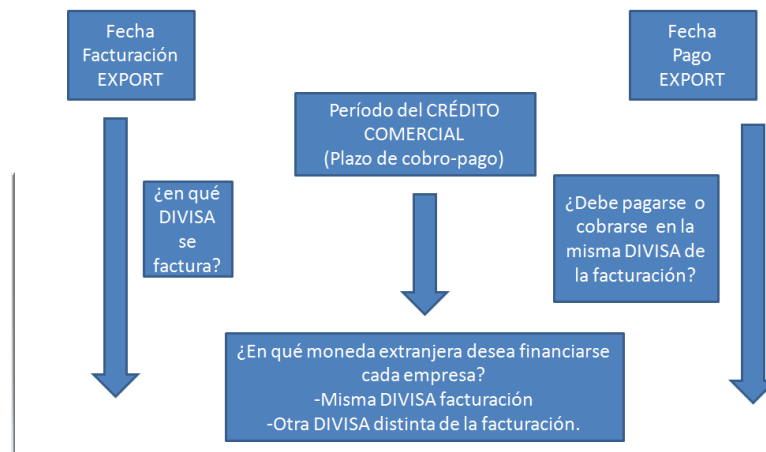 Fecha
Facturación
EXPORT
Fecha
Pago
EXPORT
Período del CRÉDITO
COMERCIAL
(Plazo de cobro-pago)
¿en qué
DIVISA
se
factura?
¿Debe pagarse o
cobrarse en la
misma DIVISA de
la facturación?
¿En qué moneda extranjera desea financiarse
cada empresa?
-Misma DIVISA facturación
-Otra DIVISA distinta de la facturación.